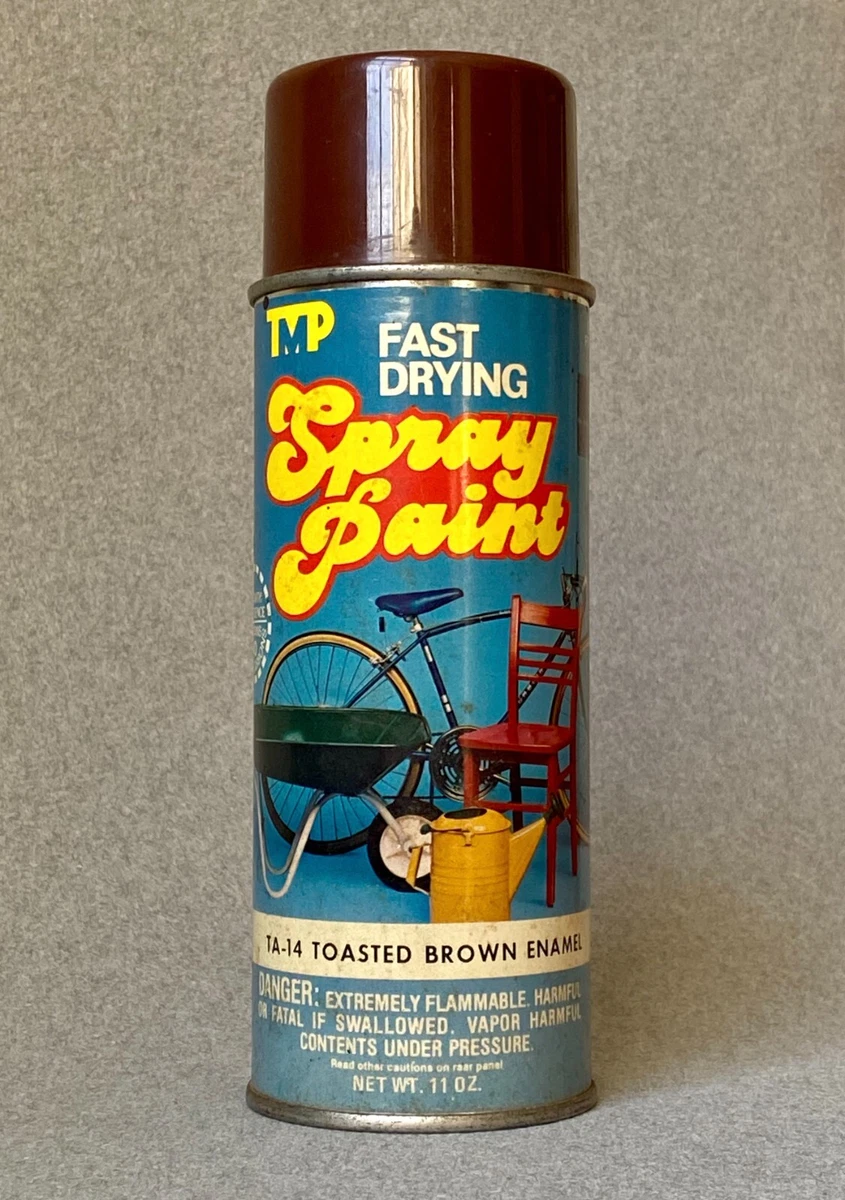 TMP
FAST
DRYING
Spray
Paint
TA-14 TOASTED BROWN ENAMEL
DANGER: EXTREMELY FLAMMABLE. HARMFUL
OR FATAL IF SWALLOWED. VAPOR HARMFUL
CONTENTS UNDER PRESSURE.
Read other cautions on rear panel
NET WT. 11 OZ.